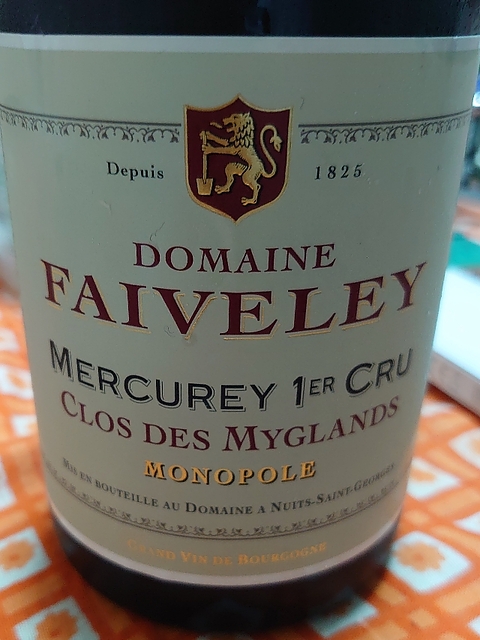 Depuis 1825
DOMAINE
FAIVELEY
MERCUREY 1ER CRU
CLOS DES MYGLANDS
MONOPOLE
MIS EN BOUTEILLE AU DOMAINE A NUITS-SAINT-GEORGES
GRAND VIN DE BOURGOGNE